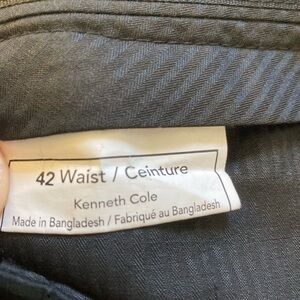 42 Waist / Ceinture
Kenneth Cole
Made in Bangladesh / Fabriqué au Bangladesh